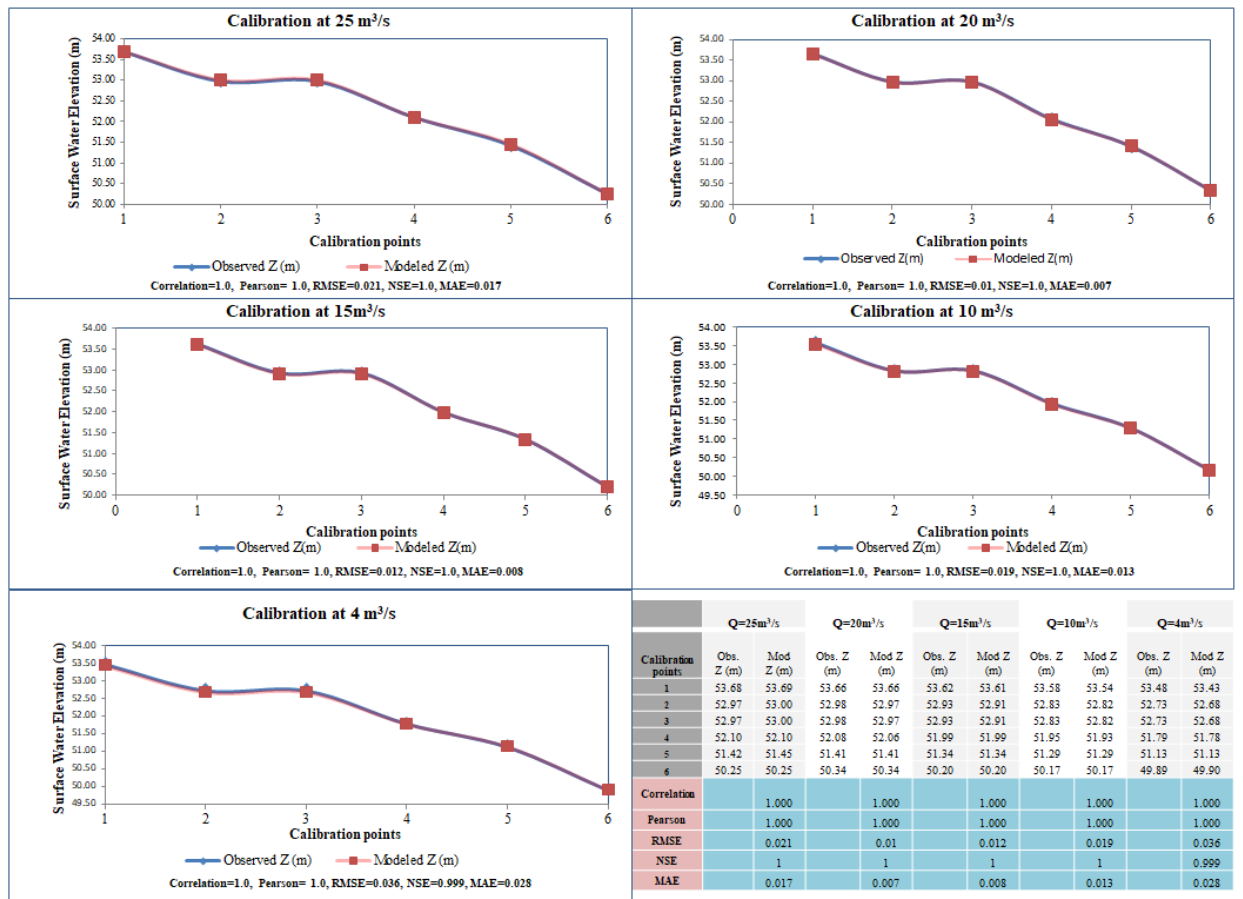 Calibration at 25 m³/s
Surface Water Elevation (m)
54.00
53.50
53.00
52.50
52.00
51.50
51.00
50.50
50.00
1 2 3 4 5 6
Calibration points
Observed Z (m) Modeled Z (m)
Correlation=1.0, Pearson= 1.0, RMSE=0.021, NSE=1.0, MAE=0.017
Calibration at 20 m³/s
Surface Water Elevation (m)
54.00
53.50
53.00
52.50
52.00
51.50
51.00
50.50
50.00
0 1 2 3 4 5 6
Calibration points
Observed Z(m) Modeled Z(m)
Correlation=1.0, Pearson= 1.0, RMSE=0.01, NSE=1.0, MAE=0.007
Calibration at 15m³/s
Surface Water Elevation (m)
54.00
53.50
53.00
52.50
52.00
51.50
51.00
50.50
50.00
0 1 2 3 4 5 6
Calibration points
Observed Z(m) Modeled Z(m)
Correlation=1.0, Pearson= 1.0, RMSE=0.012, NSE=1.0, MAE=0.008
Calibration at 10 m³/s
Surface Water Elevation (m)
54.00
53.50
53.00
52.50
52.00
51.50
51.00
50.50
50.00
49.50
0 1 2 3 4 5 6
Calibration points
Observed Z(m) Modeled Z(m)
Correlation=1.0, Pearson= 1.0, RMSE=0.019, NSE=1.0, MAE=0.013
Calibration at 4 m³/s
Surface Water Elevation (m)
54.00
53.50
53.00
52.50
52.00
51.50
51.00
50.50
50.00
49.50
1 2 3 4 5 6
Calibration points
Observed Z (m) Modeled Z (m)
Correlation=1.0, Pearson= 1.0, RMSE=0.036, NSE=0.999, MAE=0.028
Q=25m³/s Q=20m³/s Q=15m³/s Q=10m³/s Q=4m³/s
Calibration points Obs. Z (m) Mod Z (m) Obs. Z (m) Mod Z (m) Obs. Z (m) Mod Z (m) Obs. Z (m) Mod Z (m) Obs. Z (m) Mod Z (m)
1 53.68 53.69 53.66 53.66 53.62 53.61 53.58 53.54 53.48 53.43
2 52.97 53.00 52.98 52.97 52.93 52.91 52.83 52.82 52.73 52.68
3 52.97 53.00 52.98 52.97 52.93 52.91 52.83 52.82 52.73 52.68
4 52.10 52.10 52.08 52.06 51.99 51.99 51.95 51.93 51.79 51.78
5 51.42 51.45 51.41 51.41 51.34 51.34 51.29 51.29 51.13 51.13
6 50.25 50.25 50.34 50.34 50.20 50.20 50.17 50.17 49.89 49.90
Correlation 1.000 1.000 1.000 1.000 1.000
Pearson 1.000 1.000 1.000 1.000 1.000
RMSE 0.021 0.01 0.012 0.019 0.036
NSE 1 1 1 1 0.999
MAE 0.017 0.007 0.008 0.013 0.028